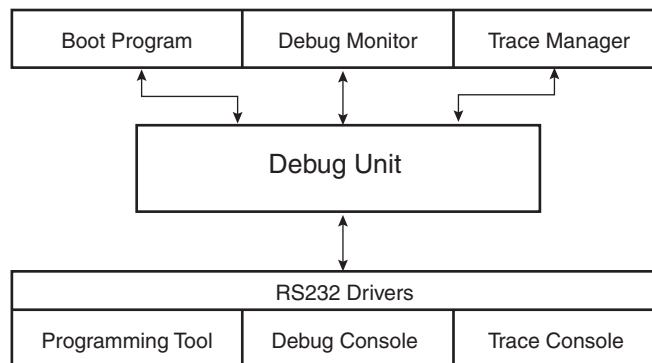 Boot Program
Debug Monitor
Trace Manager
Debug Unit
RS232 Drivers
Programming Tool
Debug Console
Trace Console